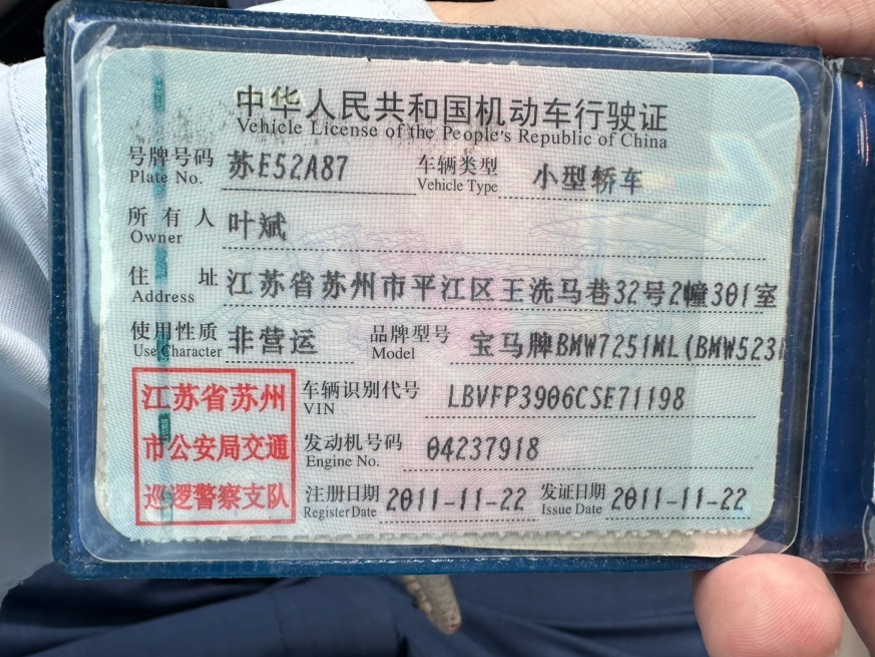 中华人民共和国机动车行驶证
Vehicle License of the People's Republic of China
号牌号码 苏E52A87 车辆类型 小型轿车
Plate No. Vehicle Type
所有人 叶斌
Owner
住址 江苏省苏州市平江区王洗马巷32号2幢301室
Address
使用性质 非营运 品牌型号 宝马牌BMW7251ML(BMW523
Use Character Model
江苏省苏州 车辆识别代号 LBVFP3906CSE71198
VIN
市公安局交通 发动机号码 04237918
Engine No.
巡逻警察支队 注册日期 2011-11-22 发证日期 2011-11-22
Register Date Issue Date